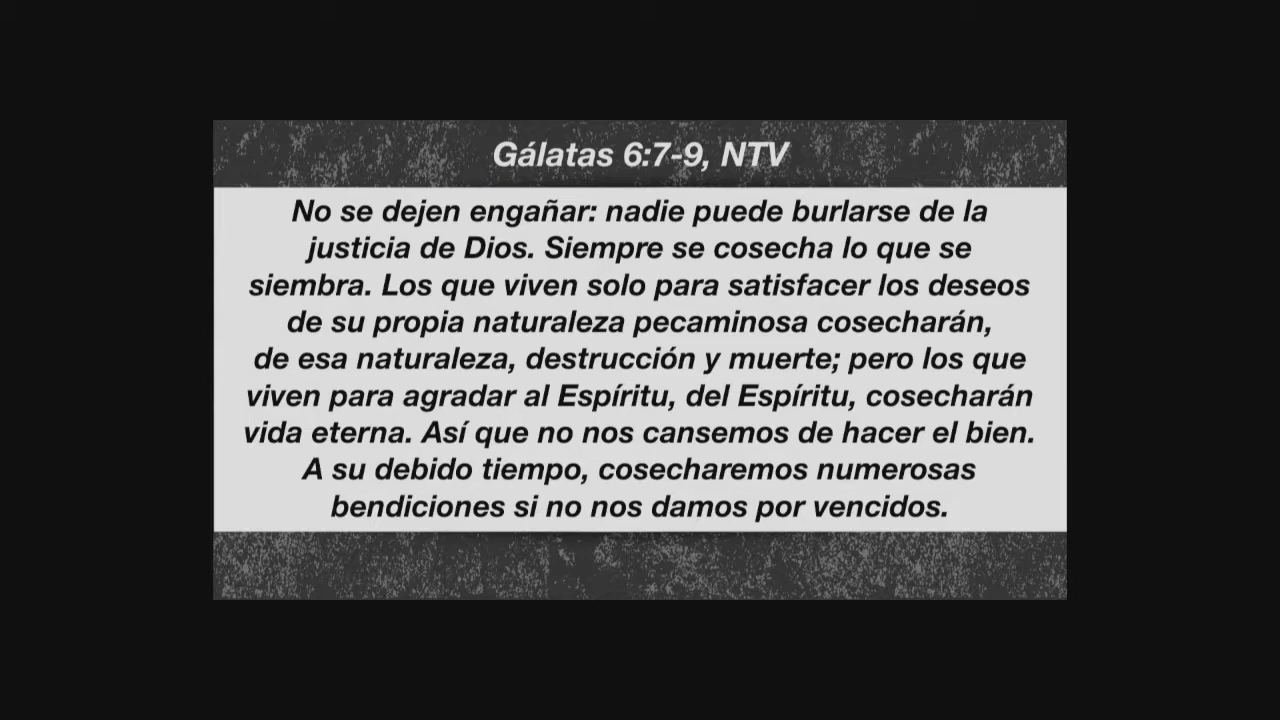 Gálatas 6:7-9, NTV
No se dejen engañar: nadie puede burlarse de la
justicia de Dios. Siempre se cosecha lo que se
siembra. Los que viven solo para satisfacer los deseos
de su propia naturaleza pecaminosa cosecharán,
de esa naturaleza, destrucción y muerte; pero los que
viven para agradar al Espíritu, del Espíritu, cosecharán
vida eterna. Así que no nos cansemos de hacer el bien.
A su debido tiempo, cosecharemos numerosas
bendiciones si no nos damos por vencidos.